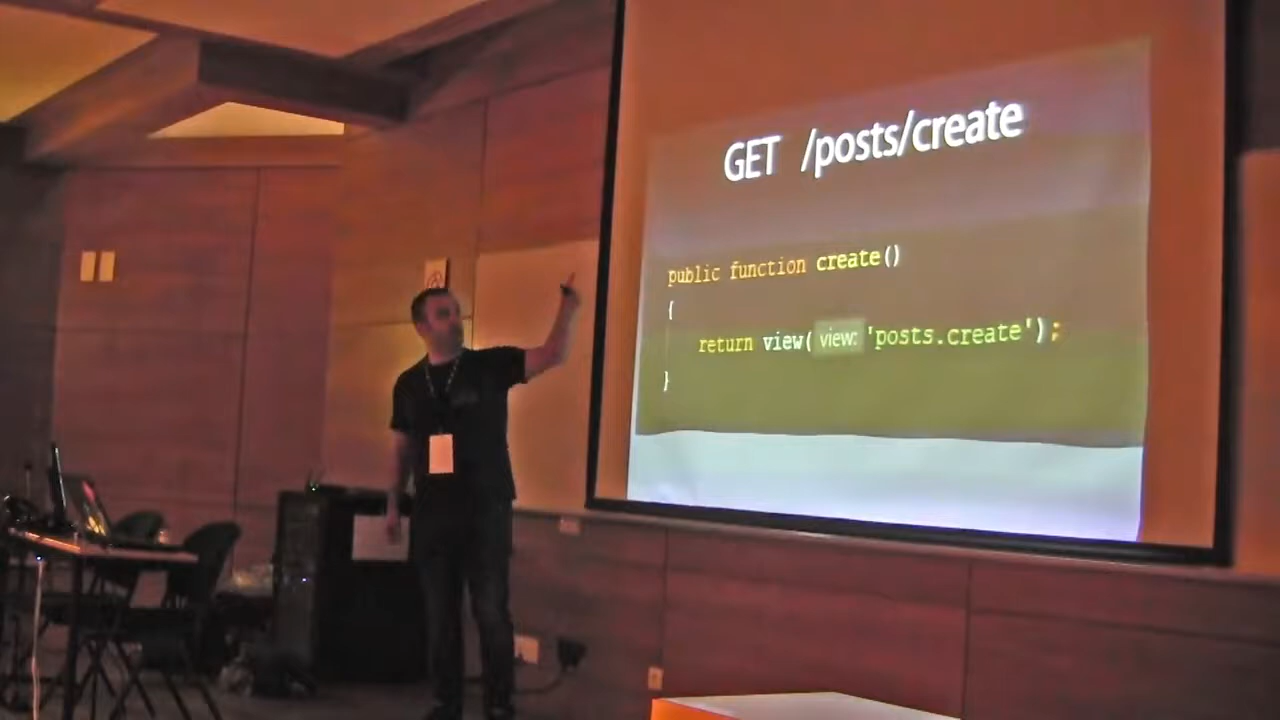 GET /posts/create
public function create()
{
return view( view: 'posts.create');
}